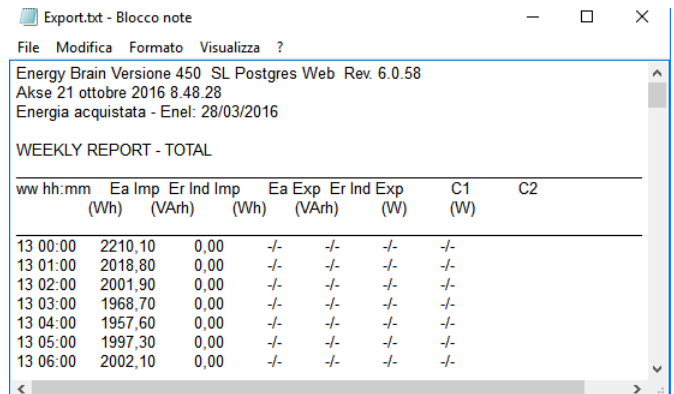 Export.txt - Blocco note
File Modifica Formato Visualizza ?
Energy Brain Versione 450 SL Postgres Web Rev. 6.0.58
Akse 21 ottobre 2016 8.48.28
Energia acquistata - Enel: 28/03/2016
WEEKLY REPORT - TOTAL
ww hh:mm Ea Imp Er Ind Imp Ea Exp Er Ind Exp C1 C2
(Wh) (VArh) (Wh) (VArh) (W) (W)
13 00:00 2210,10 0,00 -/- -/- -/- -/-
13 01:00 2018,80 0,00 -/- -/- -/- -/-
13 02:00 2001,90 0,00 -/- -/- -/- -/-
13 03:00 1968,70 0,00 -/- -/- -/- -/-
13 04:00 1957,60 0,00 -/- -/- -/- -/-
13 05:00 1997,30 0,00 -/- -/- -/- -/-
13 06:00 2002,10 0,00 -/- -/- -/- -/-